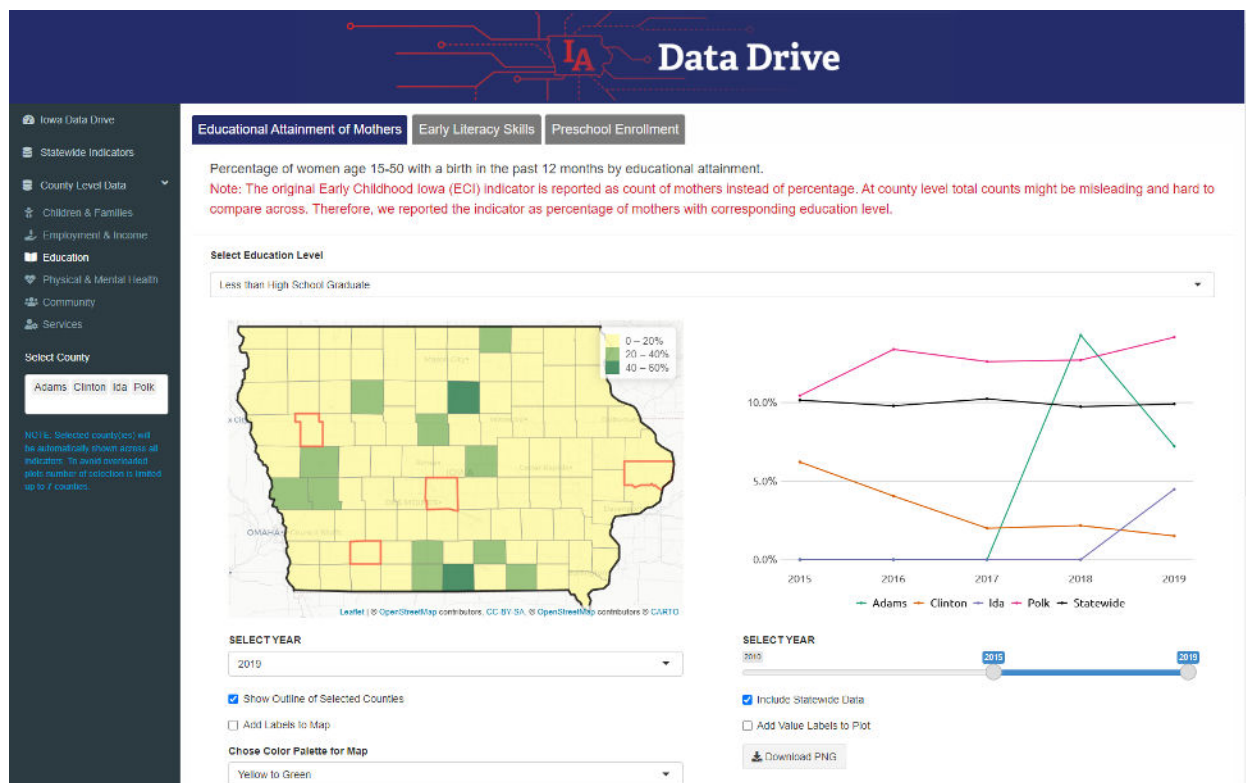 IA Data Drive
Iowa Data Drive
Statewide Indicators
County Level Data
Children & Families
Employment & Income
Education
Physical & Mental Health
Community
Services
Select County
Adams Clinton Ida Polk
NOTE: Selected county(ies) will
be automatically shown across all
indicators. To avoid overloaded
plots number of selection is limited
up to 7 counties.
Educational Attainment of Mothers
Early Literacy Skills
Preschool Enrollment
Percentage of women age 15-50 with a birth in the past 12 months by educational attainment.
Note: The original Early Childhood Iowa (ECI) indicator is reported as count of mothers instead of percentage. At county level total counts might be misleading and hard to
compare across. Therefore, we reported the indicator as percentage of mothers with corresponding education level.
Select Education Level
Less than High School Graduate
0 – 20%
20 – 40%
40 – 60%
IOWA
OMAHA
Leaflet | © OpenStreetMap contributors, CC-BY-SA, © OpenStreetMap contributors © CARTO
SELECT YEAR
2019
Show Outline of Selected Counties
Add Labels to Map
Chose Color Palette for Map
Yellow to Green
10.0%
5.0%
0.0%
2015 2016 2017 2018 2019
Adams Clinton Ida Polk Statewide
SELECT YEAR
2010 2015 2019
Include Statewide Data
Add Value Labels to Plot
Download PNG